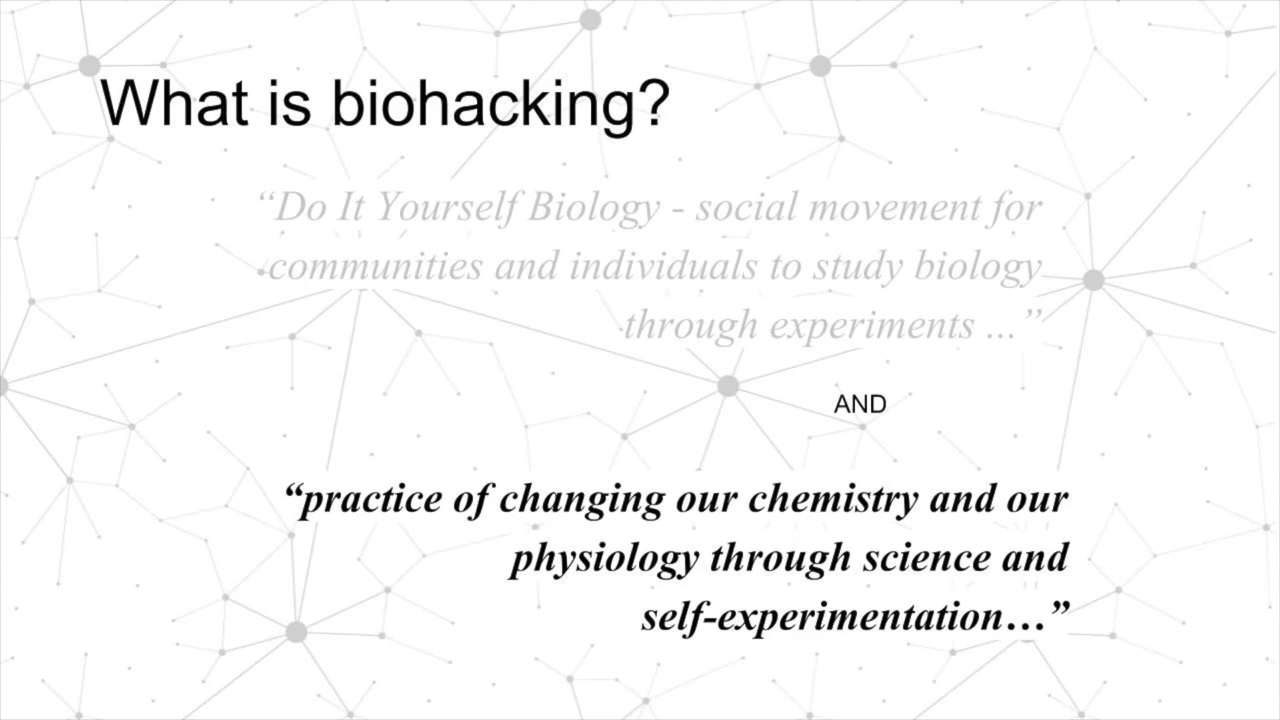 What is biohacking?
“Do It Yourself Biology - social movement for
communities and individuals to study biology
through experiments ...”
AND
“practice of changing our chemistry and our
physiology through science and
self-experimentation…”